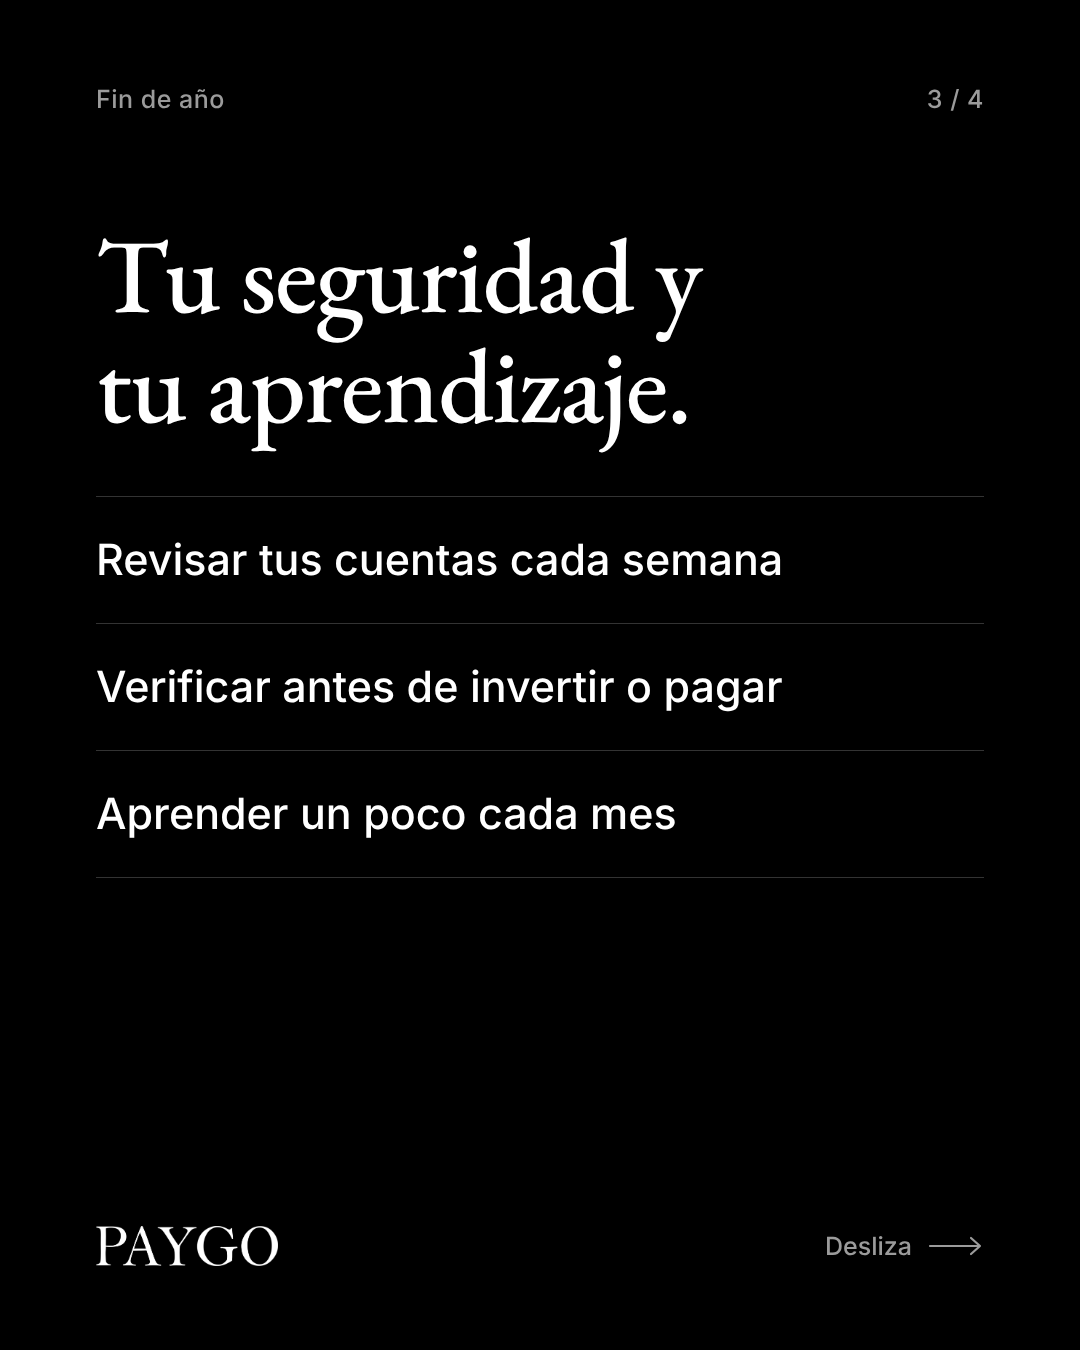 Fin de año
3 / 4
Tu seguridad y
tu aprendizaje.
Revisar tus cuentas cada semana
Verificar antes de invertir o pagar
Aprender un poco cada mes
PAYGO
Desliza